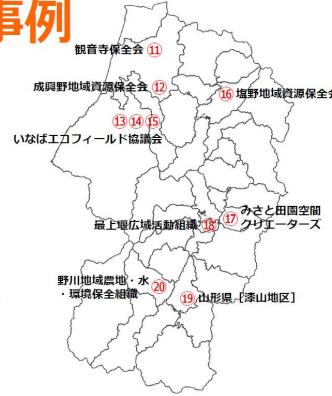 事例
観音寺保全会 ⑪
成興野地域資源保全会 ⑫
⑯ 塩野地域資源保全会
⑬ ⑭ ⑮
いなばエコフィールド協議会
⑰ みさと田園空間
クリエーターズ
最上堰広域活動組織 ⑱
野川地域農地・水
・環境保全組織
⑳
⑲ 山形県［漆山地区］